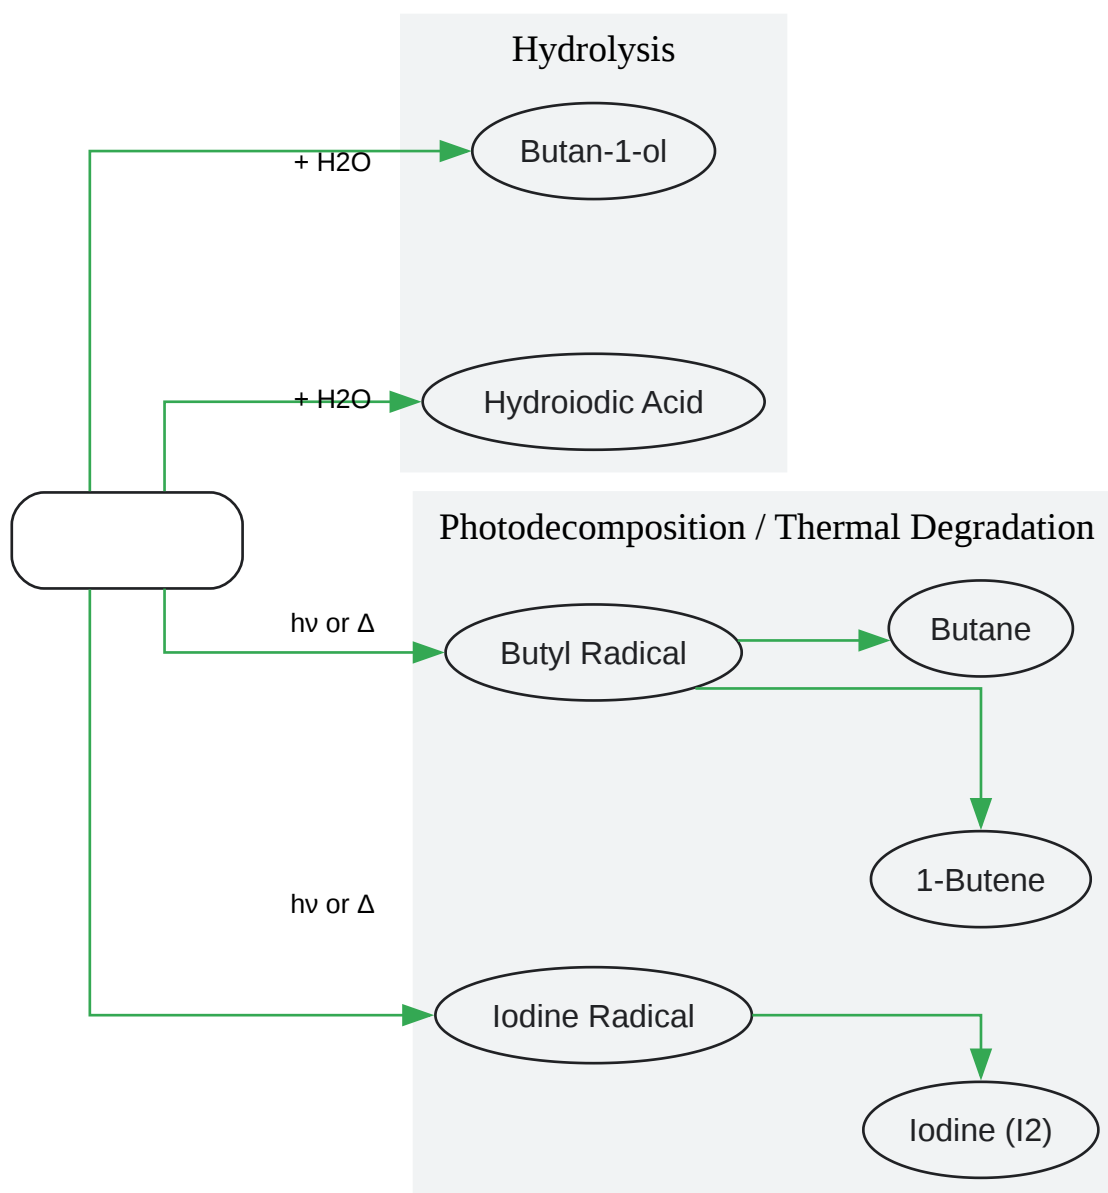 Hydrolysis
Butan-1-ol
+ H2O
+ H2O
Hydroiodic Acid
Photodecomposition / Thermal Degradation
hν or Δ
Butyl Radical
Butane
1-Butene
hν or Δ
Iodine Radical
Iodine (I2)